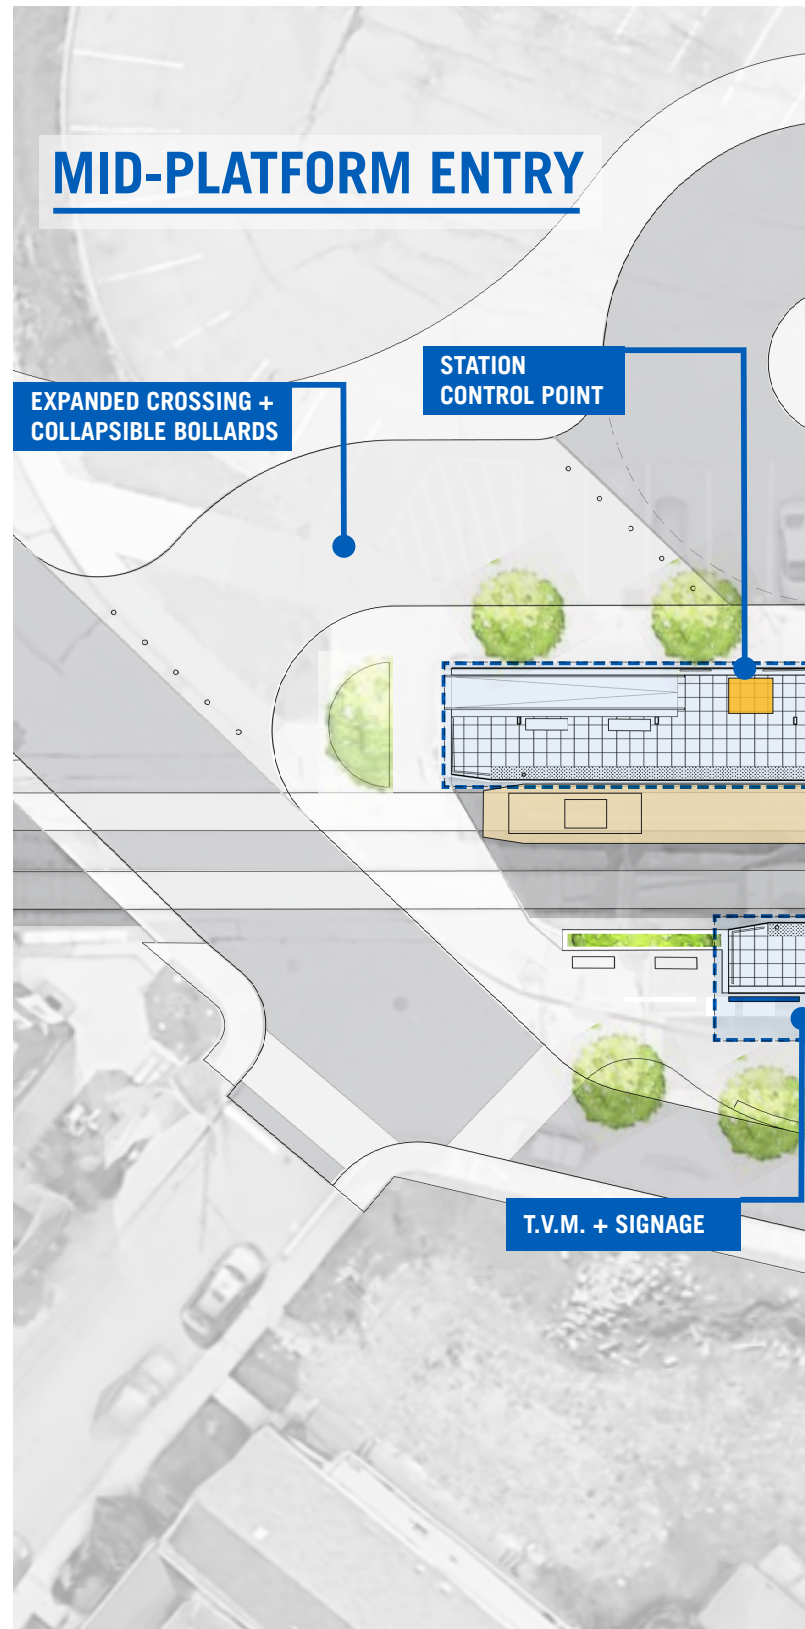 MID-PLATFORM ENTRY
STATION
CONTROL POINT
EXPANDED CROSSING +
COLLAPSIBLE BOLLARDS
T.V.M. + SIGNAGE